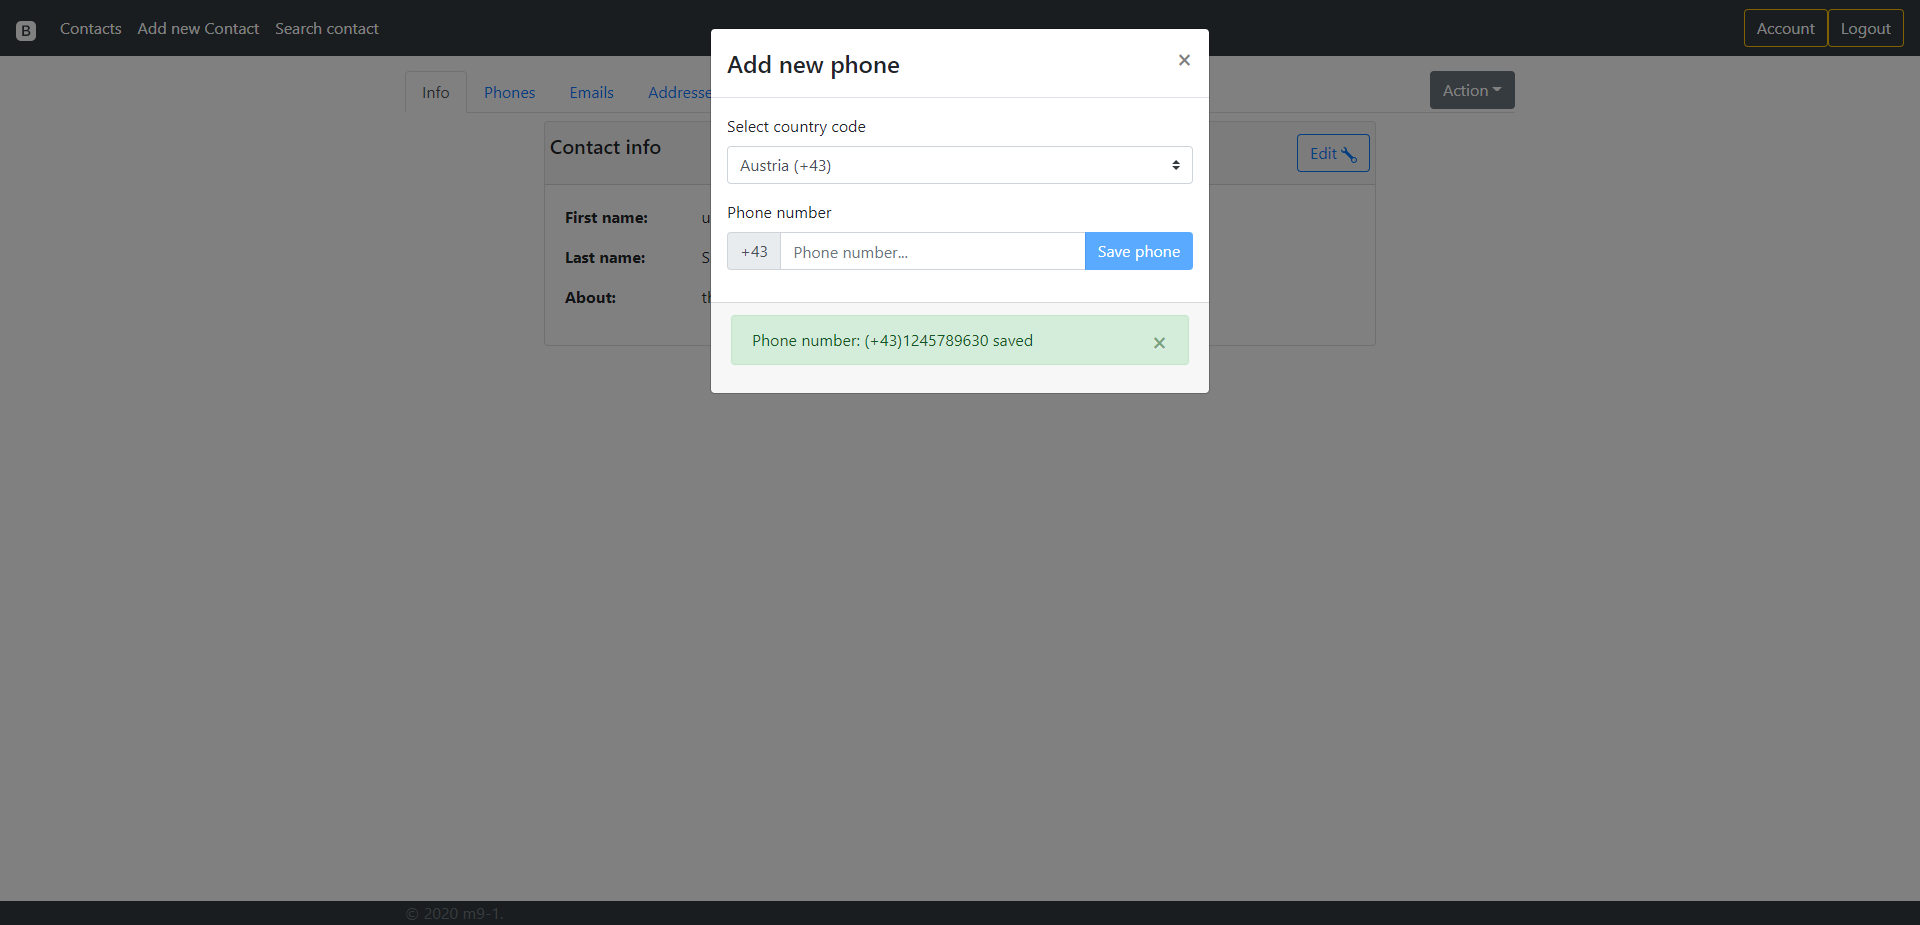 B Contacts Add new Contact Search contact Account Logout
Add new phone ×
Info Phones Emails Action
Select country code
Contact info Edit
Austria (+43)
First name:
Phone number
+43 Phone number... Save phone
Last name:
About:
Phone number: (+43)1245789630 saved ×
© 2020 m9-1.